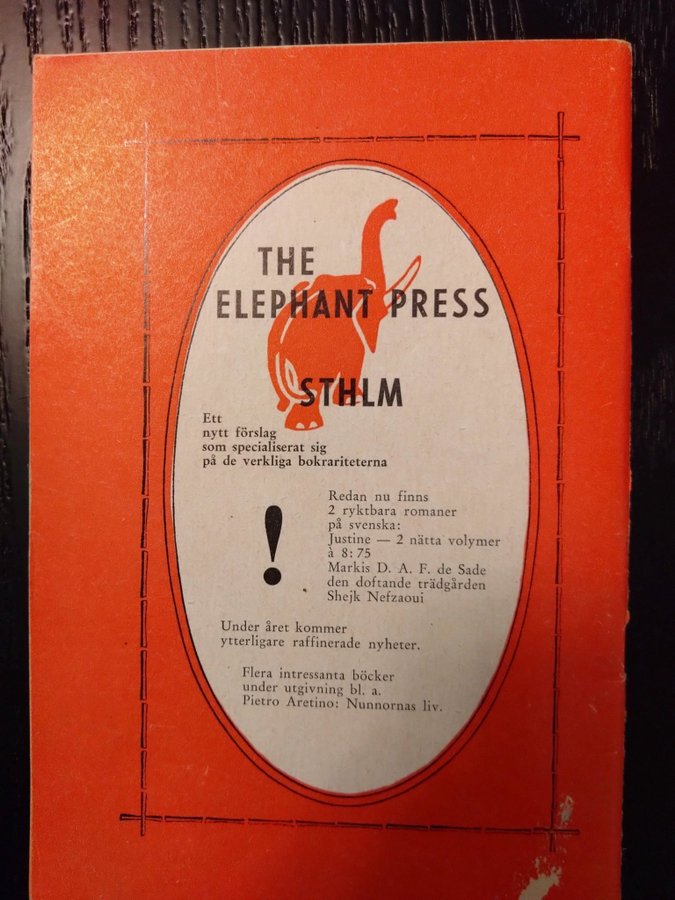 THE
ELEPHANT PRESS
STHLM
Ett
nytt förslag
som specialiserat sig
på de verkliga bokrariteterna
!
Redan nu finns
2 ryktbara romaner
på svenska:
Justine — 2 nätta volymer
à 8:75
Markis D. A. F. de Sade
den doftande trädgården
Shejk Nefzaoui
Under året kommer
ytterligare raffinerade nyheter.
Flera intressanta böcker
under utgivning bl. a.
Pietro Aretino: Nunnornas liv.